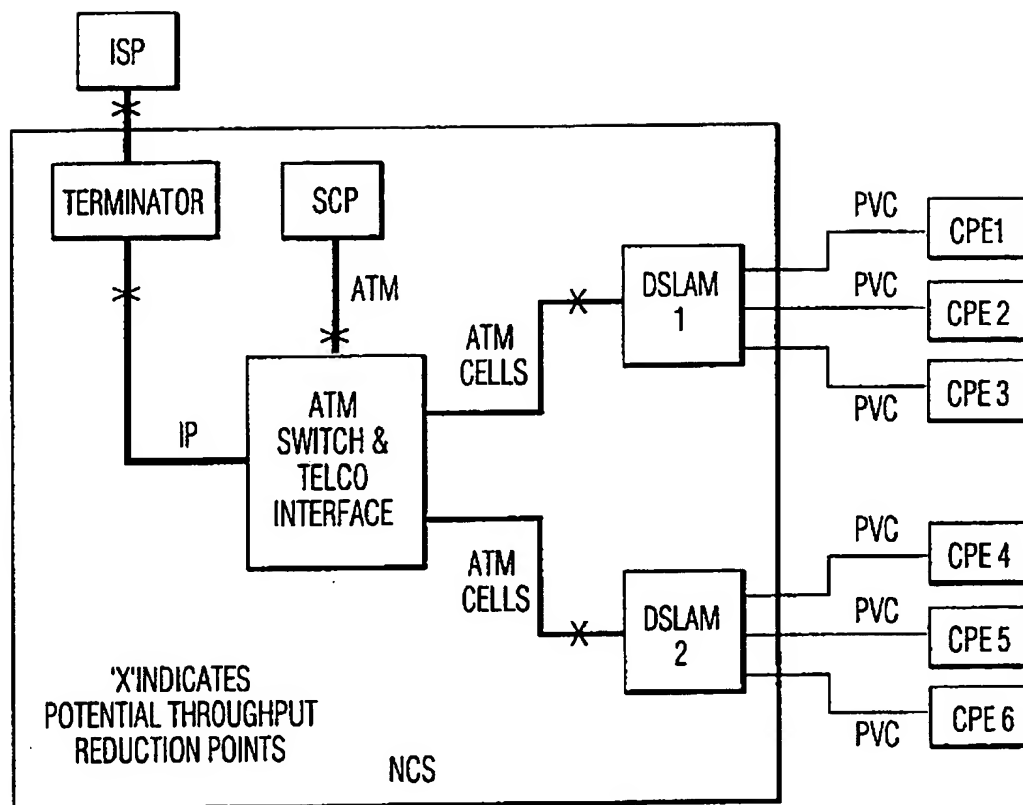 ISP
TERMINATOR
SCP
ATM
IP
ATM
SWITCH &
TELCO
INTERFACE
ATM
CELLS
DSLAM
1
PVC
CPE1
PVC
CPE 2
PVC
CPE 3
ATM
CELLS
DSLAM
2
PVC
CPE 4
PVC
CPE 5
PVC
CPE 6
'X'INDICATES
POTENTIAL THROUGHPUT
REDUCTION POINTS
NCS